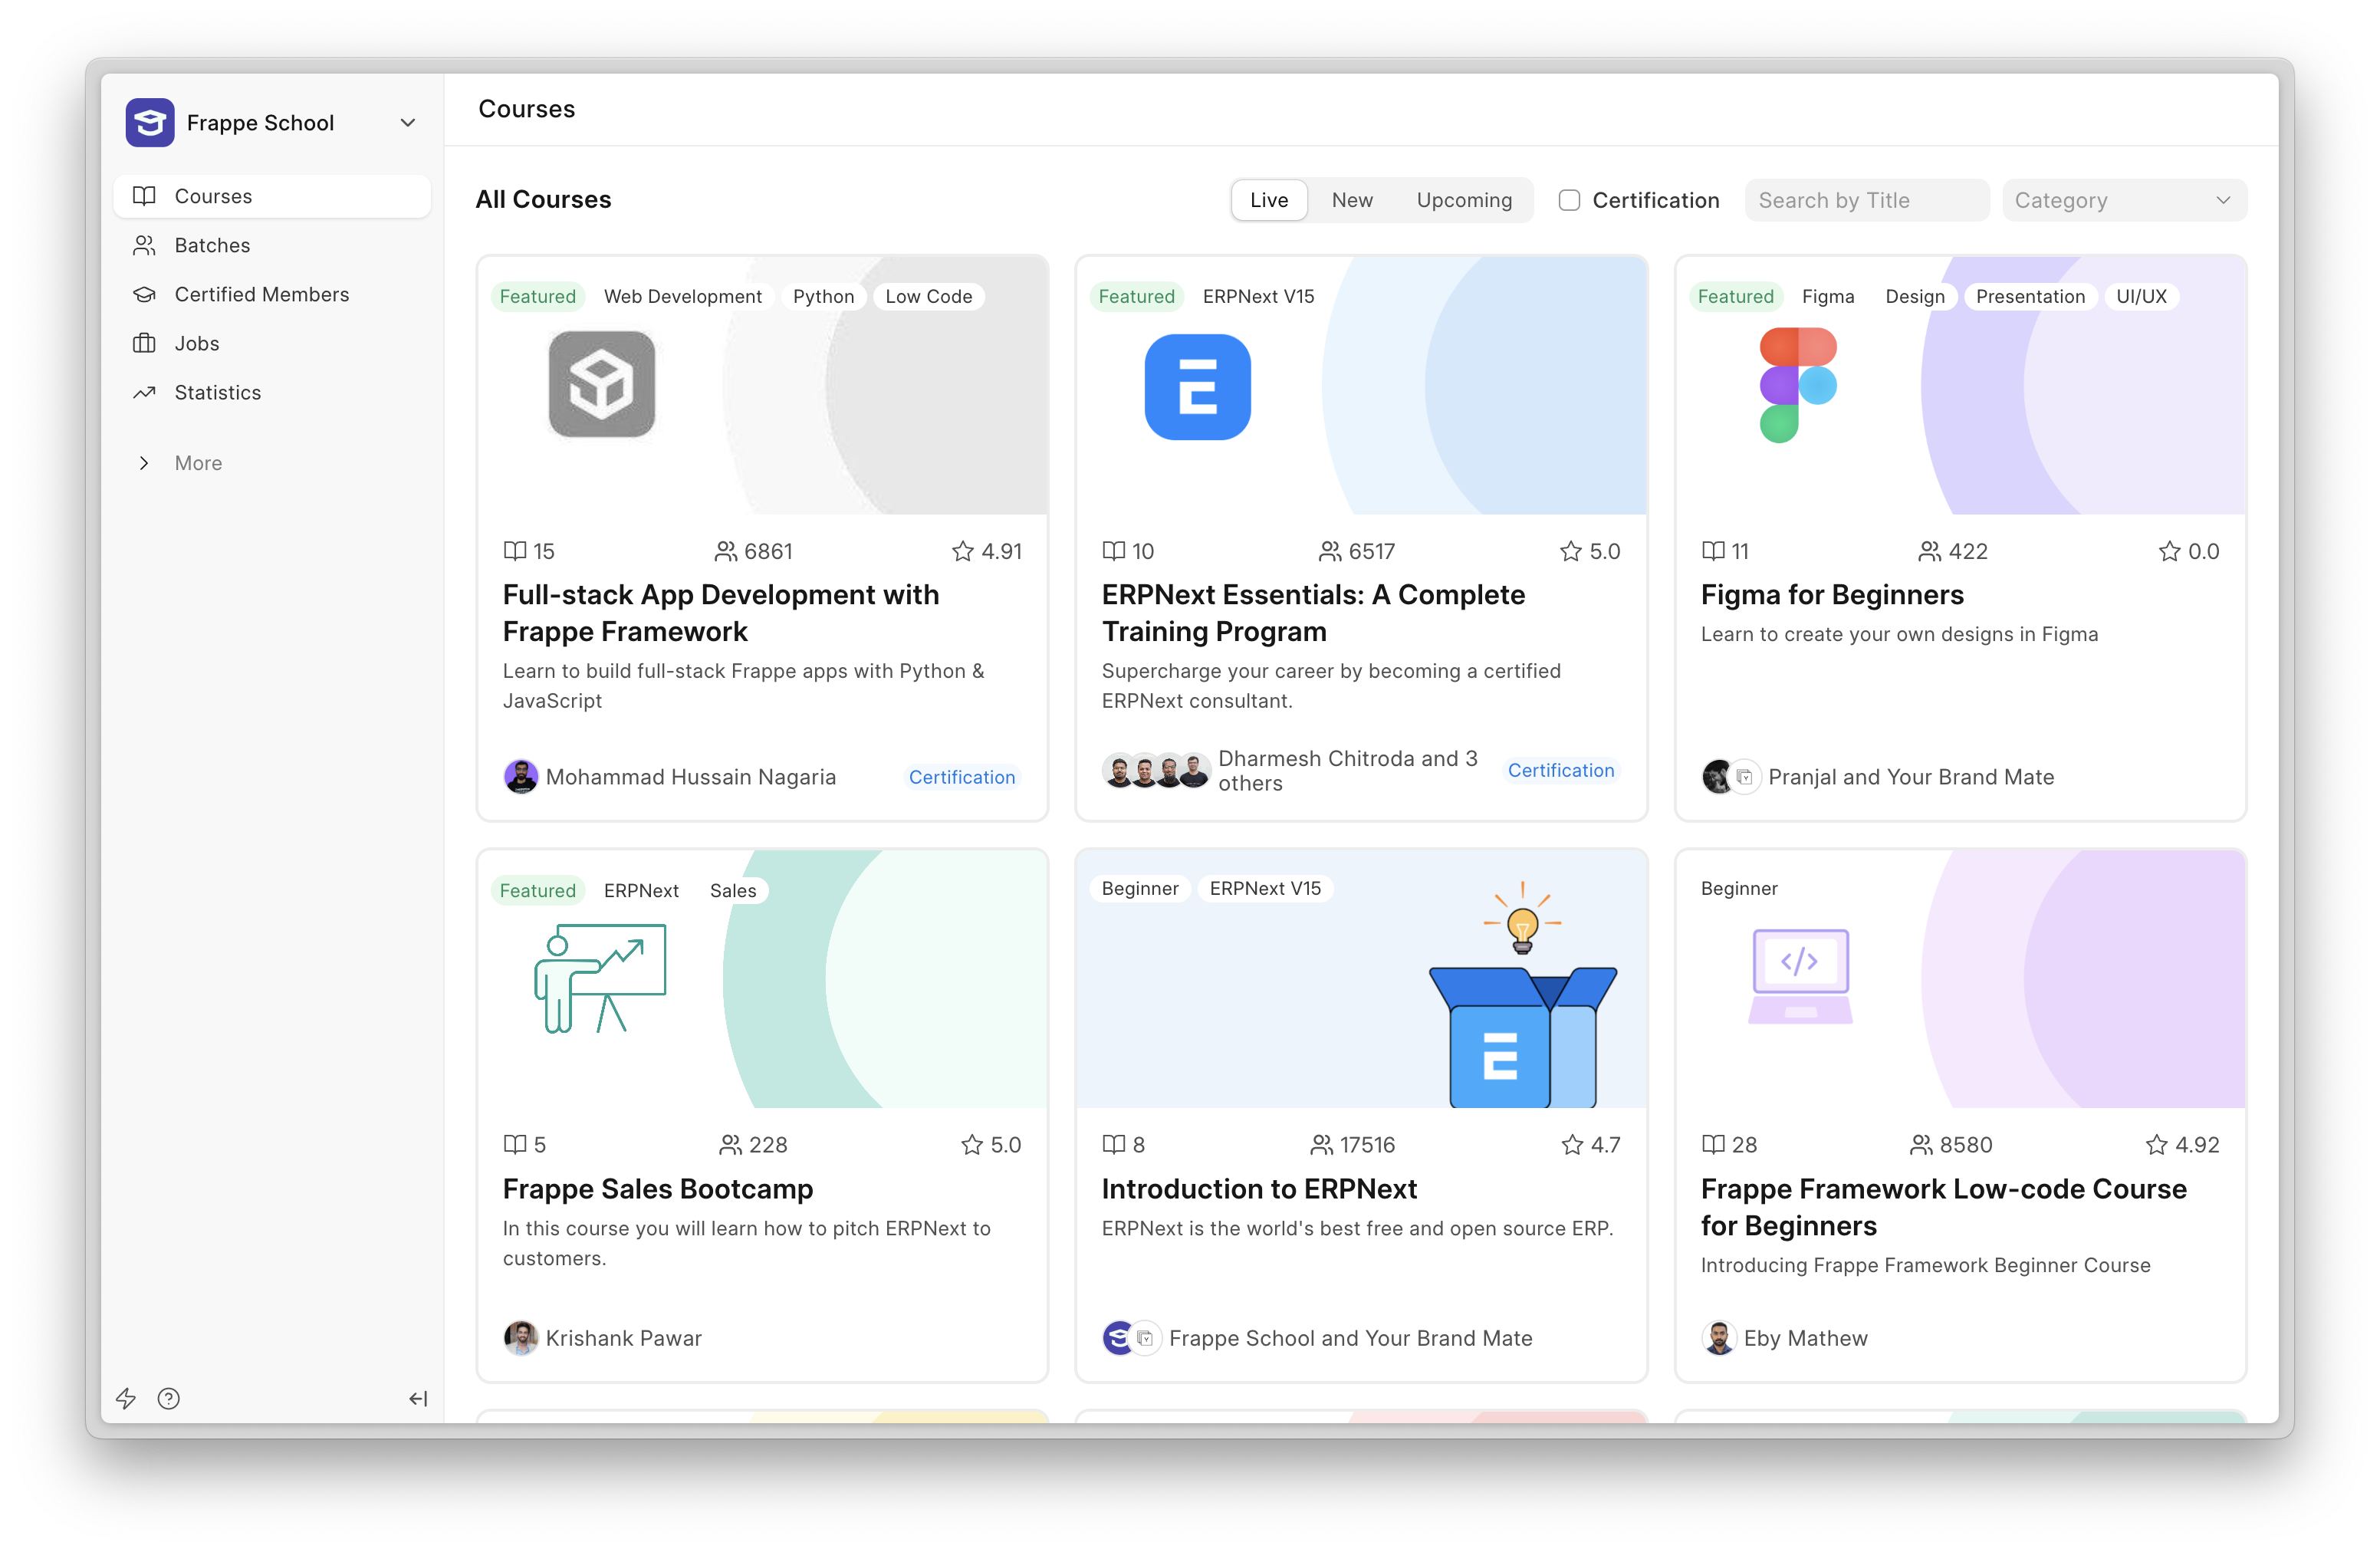 Frappe School
Courses
Batches
Certified Members
Jobs
Statistics
More
Courses
All Courses
Live New Upcoming
Certification
Search by Title
Category
Featured Web Development Python Low Code
15 6861 4.91
Full-stack App Development with
Frappe Framework
Learn to build full-stack Frappe apps with Python &
JavaScript
Mohammad Hussain Nagaria Certification
Featured ERPNext V15
10 6517 5.0
ERPNext Essentials: A Complete
Training Program
Supercharge your career by becoming a certified
ERPNext consultant.
Dharmesh Chitroda and 3
others
Certification
Featured Figma Design Presentation UI/UX
11 422 0.0
Figma for Beginners
Learn to create your own designs in Figma
Pranjal and Your Brand Mate
Featured ERPNext Sales
5 228 5.0
Frappe Sales Bootcamp
In this course you will learn how to pitch ERPNext to
customers.
Krishank Pawar
Beginner ERPNext V15
8 17516 4.7
Introduction to ERPNext
ERPNext is the world's best free and open source ERP.
Frappe School and Your Brand Mate
Beginner
</>
28 8580 4.92
Frappe Framework Low-code Course
for Beginners
Introducing Frappe Framework Beginner Course
Eby Mathew